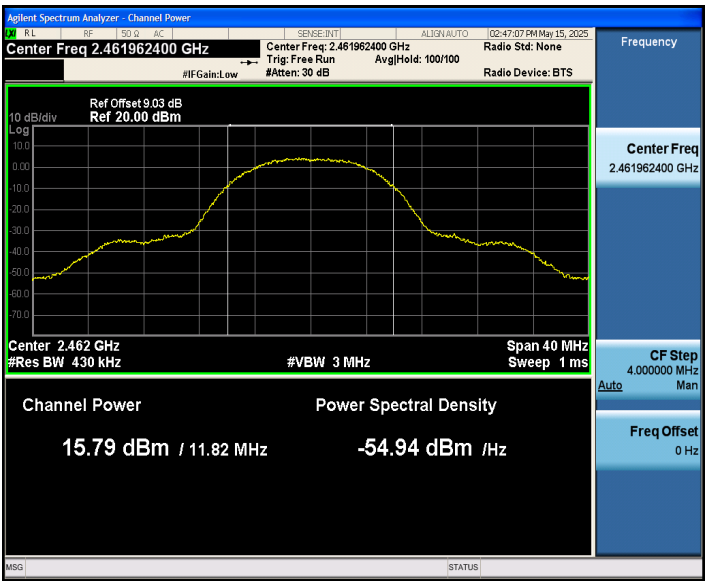 Agilent Spectrum Analyzer - Channel Power
LXI RL RF 50 Ω AC SENSE:INT ALIGN AUTO 02:47:07 PM May 15, 2025
Center Freq 2.461962400 GHz
Center Freq: 2.461962400 GHz
Radio Std: None
Trig: Free Run Avg|Hold: 100/100
#IFGain:Low #Atten: 30 dB
Radio Device: BTS
Ref Offset 9.03 dB
10 dB/div Ref 20.00 dBm
Log
10.0
0.00
-10.0
-20.0
-30.0
-40.0
-50.0
-60.0
-70.0
Center 2.462 GHz Span 40 MHz
#Res BW 430 kHz #VBW 3 MHz Sweep 1 ms
Channel Power Power Spectral Density
15.79 dBm / 11.82 MHz -54.94 dBm /Hz
MSG STATUS
Frequency
Center Freq
2.461962400 GHz
CF Step
4.000000 MHz
Auto Man
Freq Offset
0 Hz